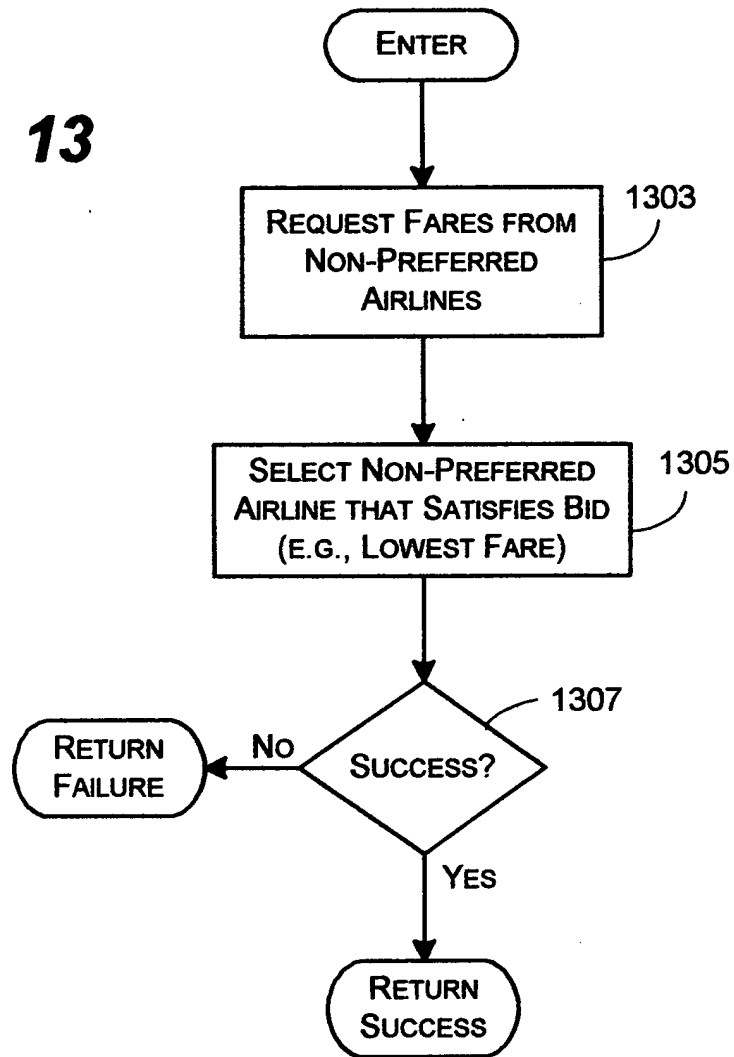 ENTER
13
1303
REQUEST FARES FROM
NON-PREFERRED
AIRLINES
1305
SELECT NON-PREFERRED
AIRLINE THAT SATISFIES BID
(E.G., LOWEST FARE)
1307
SUCCESS?
NO
RETURN
FAILURE
YES
RETURN
SUCCESS